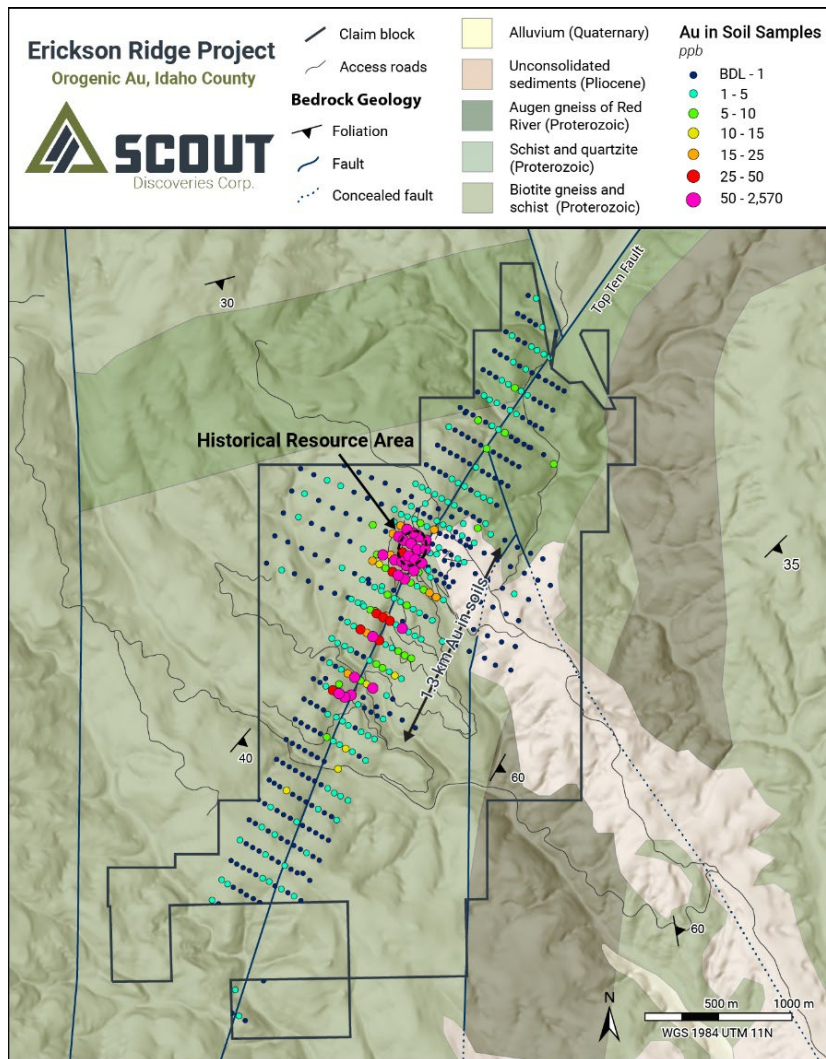 Erickson Ridge Project
Orogenic Au, Idaho County
SCOUT
Discoveries Corp.
Claim block
Access roads
Bedrock Geology
Foliation
Fault
Concealed fault
Alluvium (Quaternary)
Unconsolidated
sediments (Pliocene)
Augen gneiss of Red
River (Proterozoic)
Schist and quartzite
(Proterozoic)
Biotite gneiss and
schist (Proterozoic)
Au in Soil Samples
ppb
BDL - 1
1 - 5
5 - 10
10 - 15
15 - 25
25 - 50
50 - 2,570
Top Ten Fault
30
Historical Resource Area
35
1.3 km Au in soils
40
60
60
N
500 m
1000 m
WGS 1984 UTM 11N